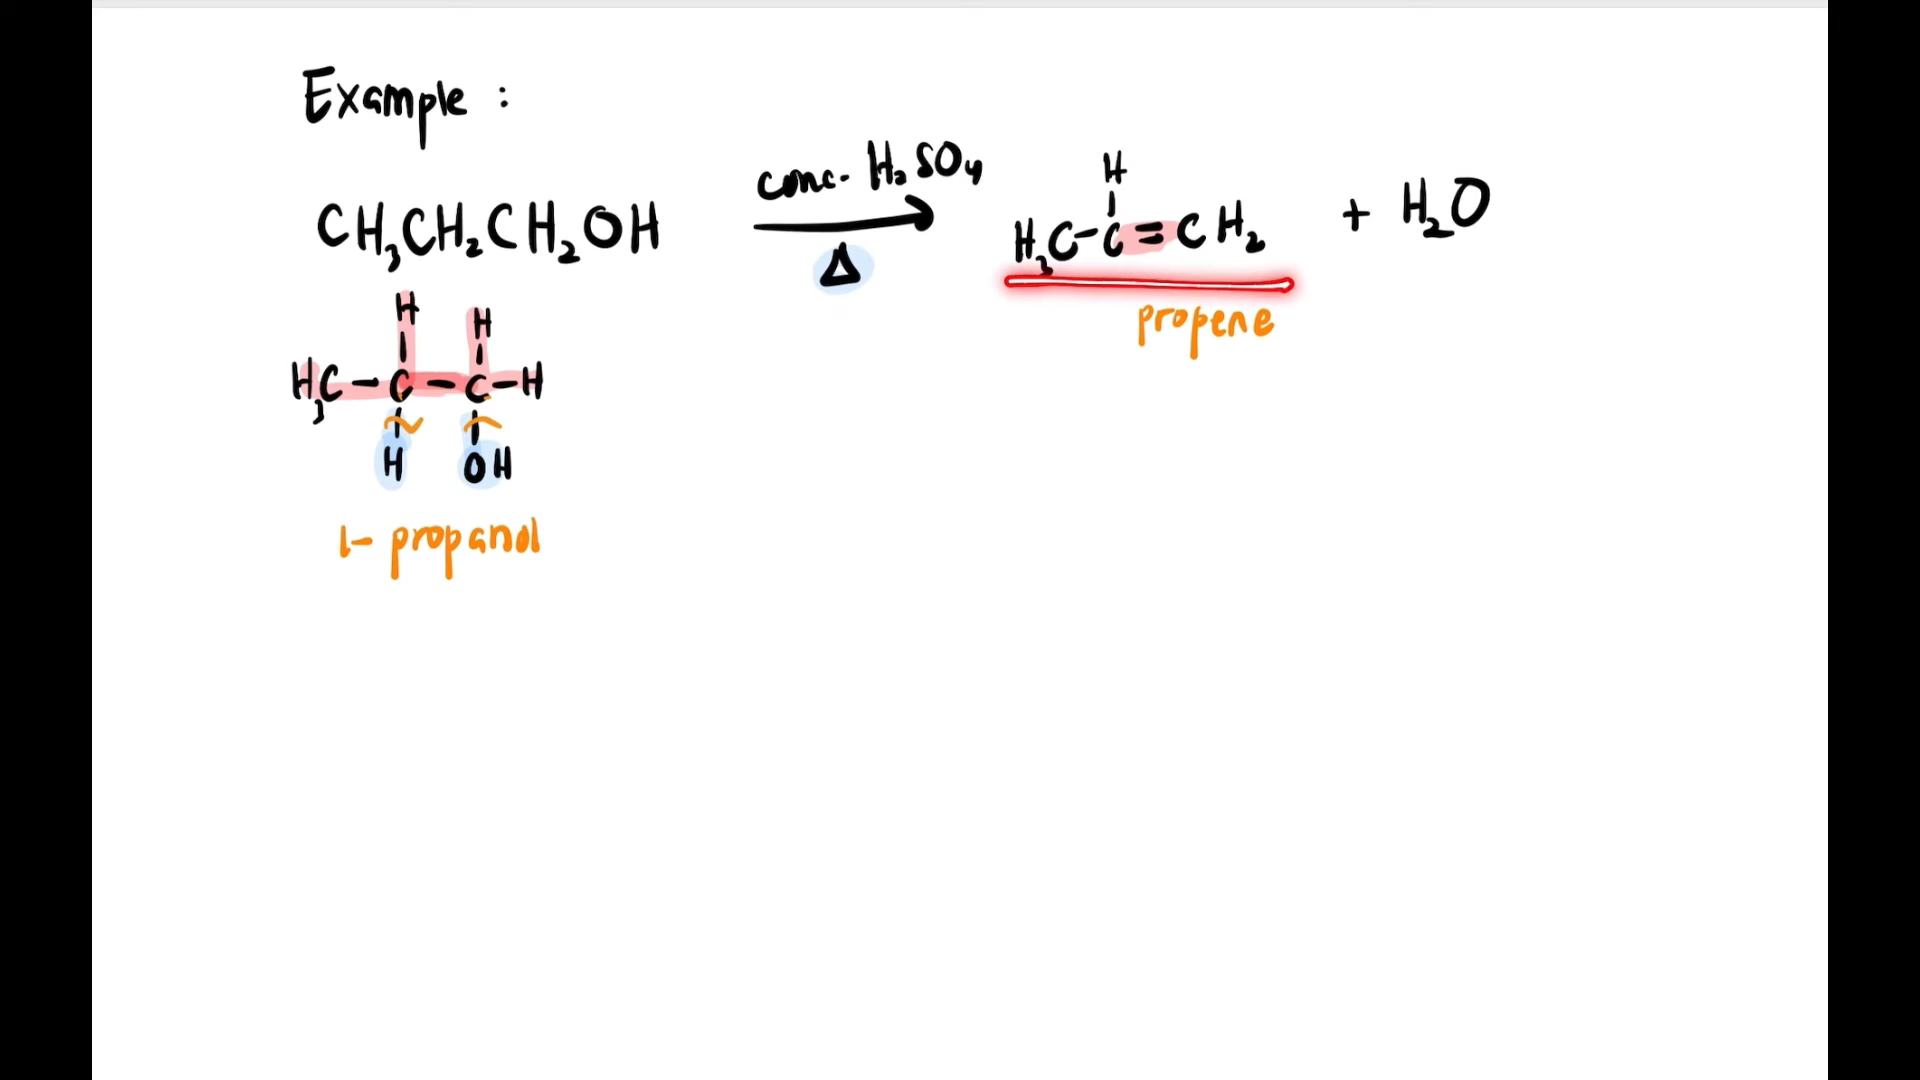 Example :
CH₃CH₂CH₂OH conc. H₂SO₄ Δ H₃C-C=CH₂ + H₂O
H
propene
H H
H₃C-C-C-H
H OH
1- propanol